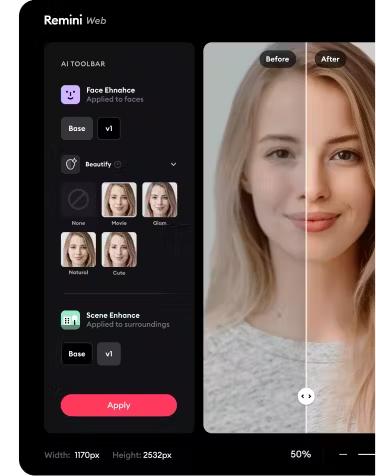 Remini Web
Before After
AI TOOLBAR
Face Ehnahce
Applied to faces
Base v1
Beautify
None Movie Glam
Natural Cute
Scene Enhance
Applied to surroundings
Base v1
Apply
Width: 1170px Height: 2532px 50%